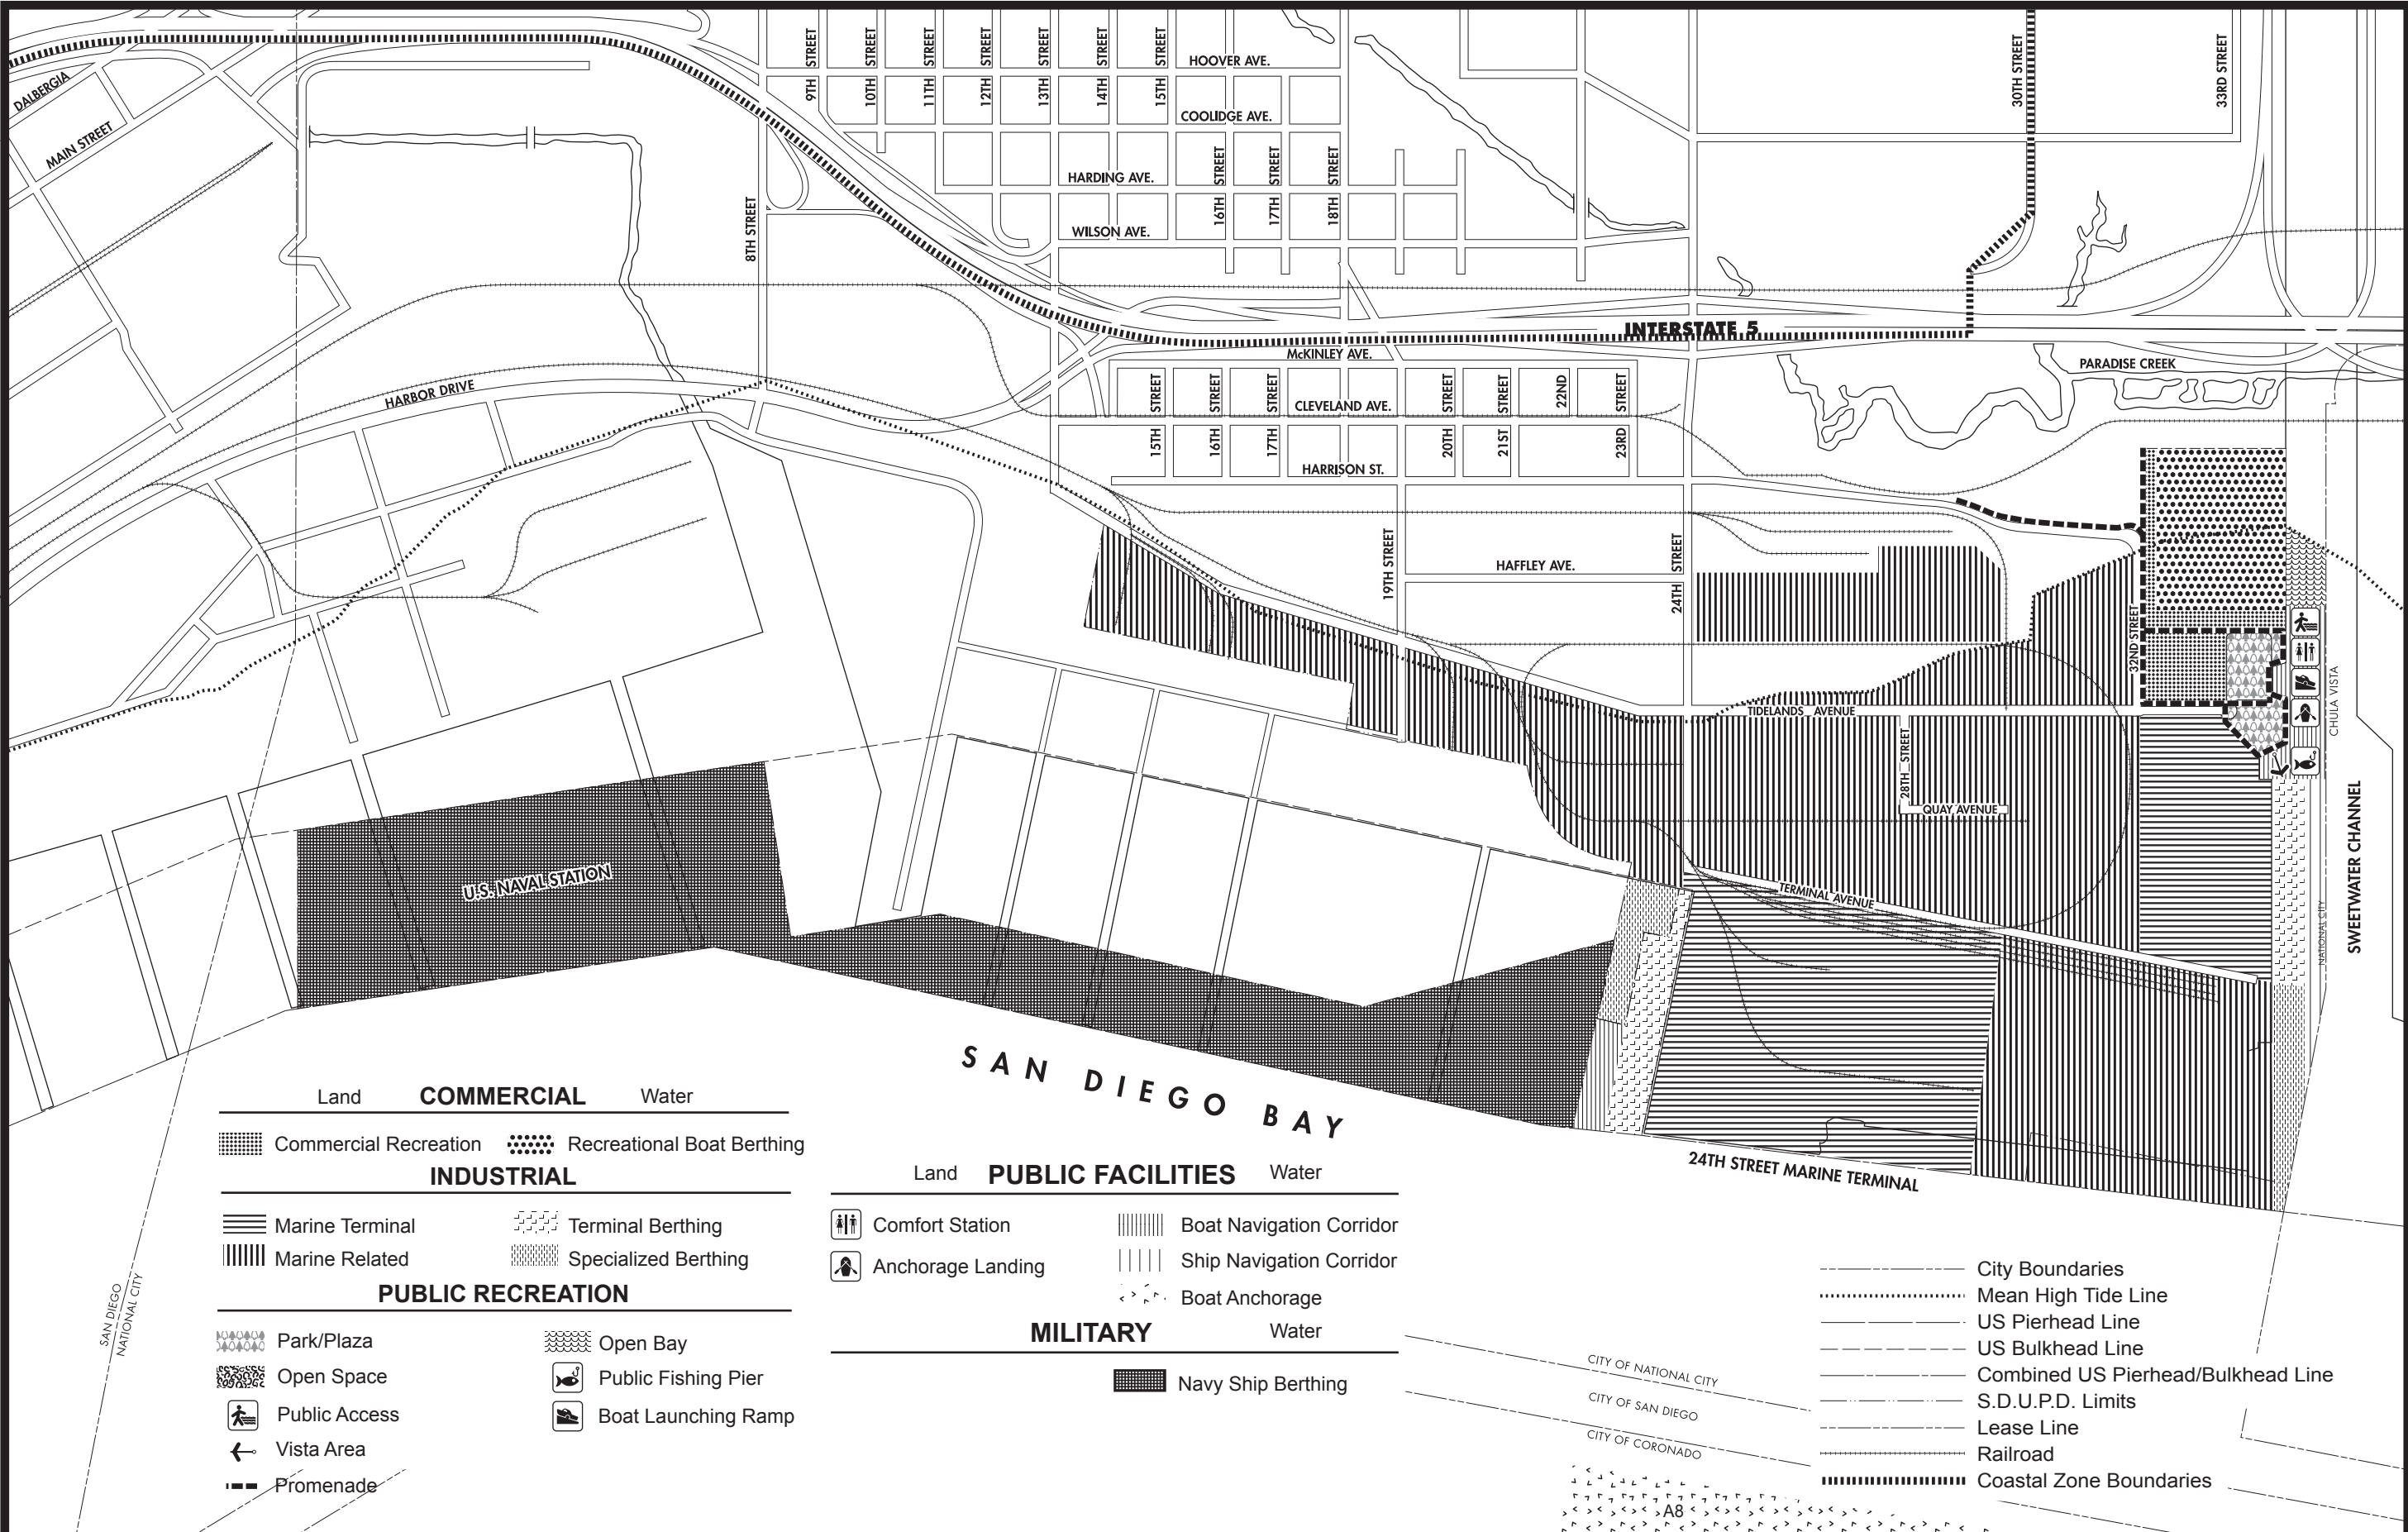 DALBERGIA
MAIN STREET
HARBOR DRIVE
8TH STREET
9TH STREET
10TH STREET
11TH STREET
12TH STREET
13TH STREET
14TH STREET
15TH STREET
HOOVER AVE.
COOLIDGE AVE.
HARDING AVE.
WILSON AVE.
16TH STREET
17TH STREET
18TH STREET
30TH STREET
33RD STREET
INTERSTATE 5
McKINLEY AVE.
PARADISE CREEK
CLEVELAND AVE.
15TH STREET
16TH STREET
17TH STREET
20TH STREET
21ST STREET
22ND
23RD STREET
HARRISON ST.
19TH STREET
24TH STREET
HAFFLEY AVE.
32ND STREET
TIDELANDS AVENUE
28TH STREET
QUAY AVENUE
TERMINAL AVENUE
CHULA VISTA
NATIONAL CITY
SWEETWATER CHANNEL
U.S. NAVAL STATION
SAN DIEGO BAY
24TH STREET MARINE TERMINAL
SAN DIEGO
NATIONAL CITY
Land COMMERCIAL Water
Commercial Recreation Recreational Boat Berthing
INDUSTRIAL
Marine Terminal Terminal Berthing
Marine Related Specialized Berthing
PUBLIC RECREATION
Park/Plaza Open Bay
Open Space Public Fishing Pier
Public Access Boat Launching Ramp
Vista Area
Promenade
Land PUBLIC FACILITIES Water
Comfort Station Boat Navigation Corridor
Anchorage Landing Ship Navigation Corridor
Boat Anchorage
MILITARY Water
Navy Ship Berthing
CITY OF NATIONAL CITY
CITY OF SAN DIEGO
CITY OF CORONADO
A8
City Boundaries
Mean High Tide Line
US Pierhead Line
US Bulkhead Line
Combined US Pierhead/Bulkhead Line
S.D.U.P.D. Limits
Lease Line
Railroad
Coastal Zone Boundaries